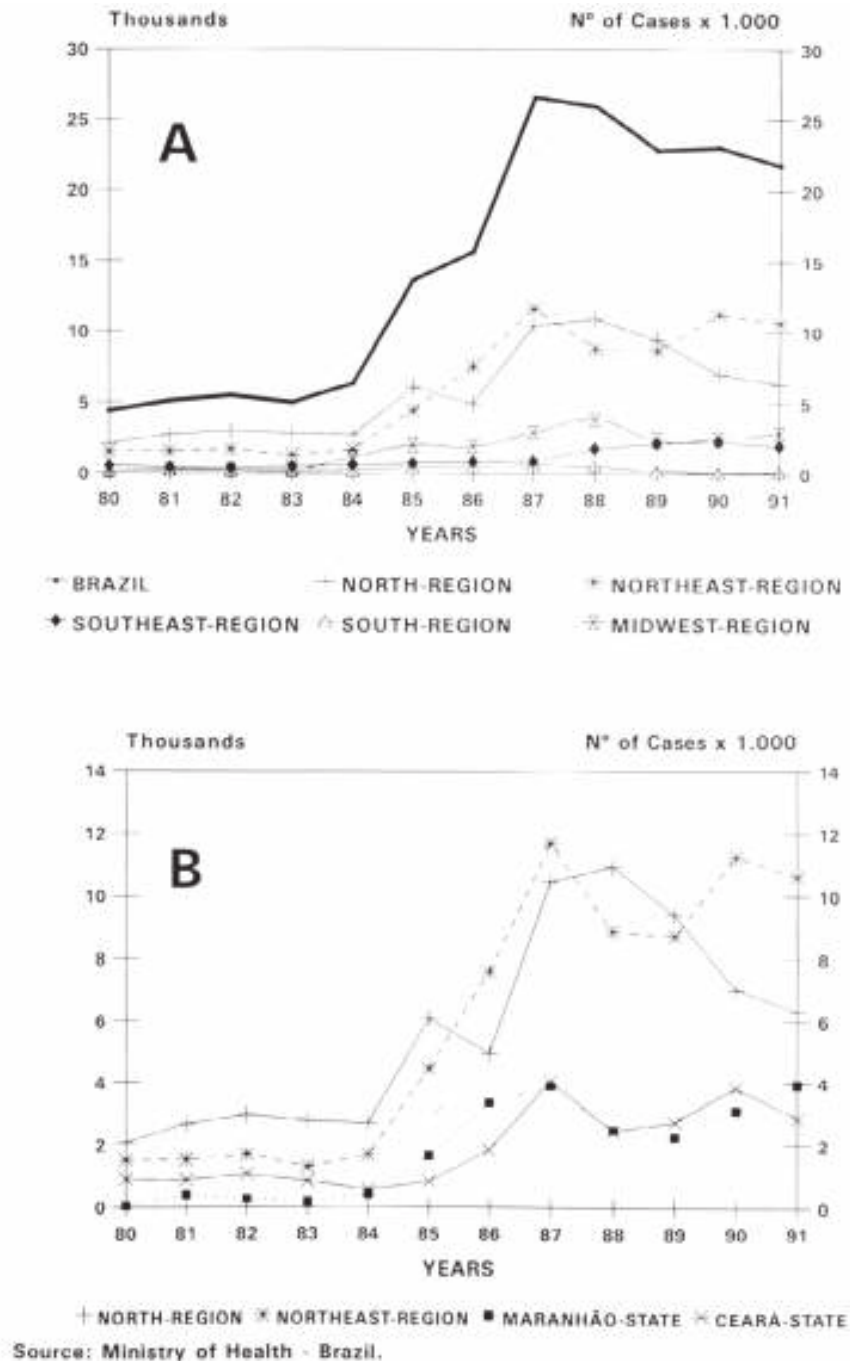 Thousands N° of Cases x 1.000
30 30
A
25 25
20 20
15 15
10 10
5 5
0 0
80 81 82 83 84 85 86 87 88 89 90 91
YEARS
BRAZIL NORTH-REGION NORTHEAST-REGION
SOUTHEAST-REGION SOUTH-REGION MIDWEST-REGION
Thousands N° of Cases x 1.000
14 14
12 12
B
10 10
8 8
6 6
4 4
2 2
0 0
80 81 82 83 84 85 86 87 88 89 90 91
YEARS
NORTH-REGION NORTHEAST-REGION MARANHÃO-STATE CEARÁ-STATE
Source: Ministry of Health - Brazil.